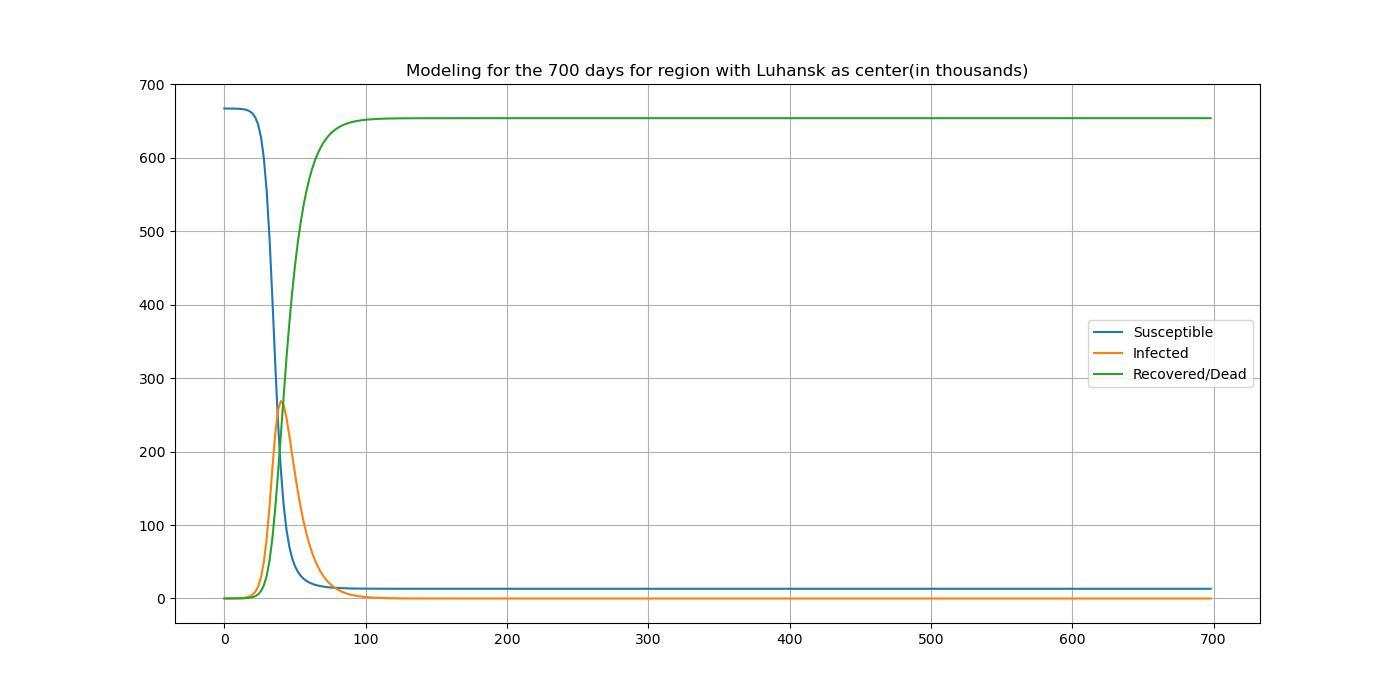 Modeling for the 700 days for region with Luhansk as center(in thousands)
700
600
500
400
300
200
100
0
Susceptible
Infected
Recovered/Dead
0 100 200 300 400 500 600 700